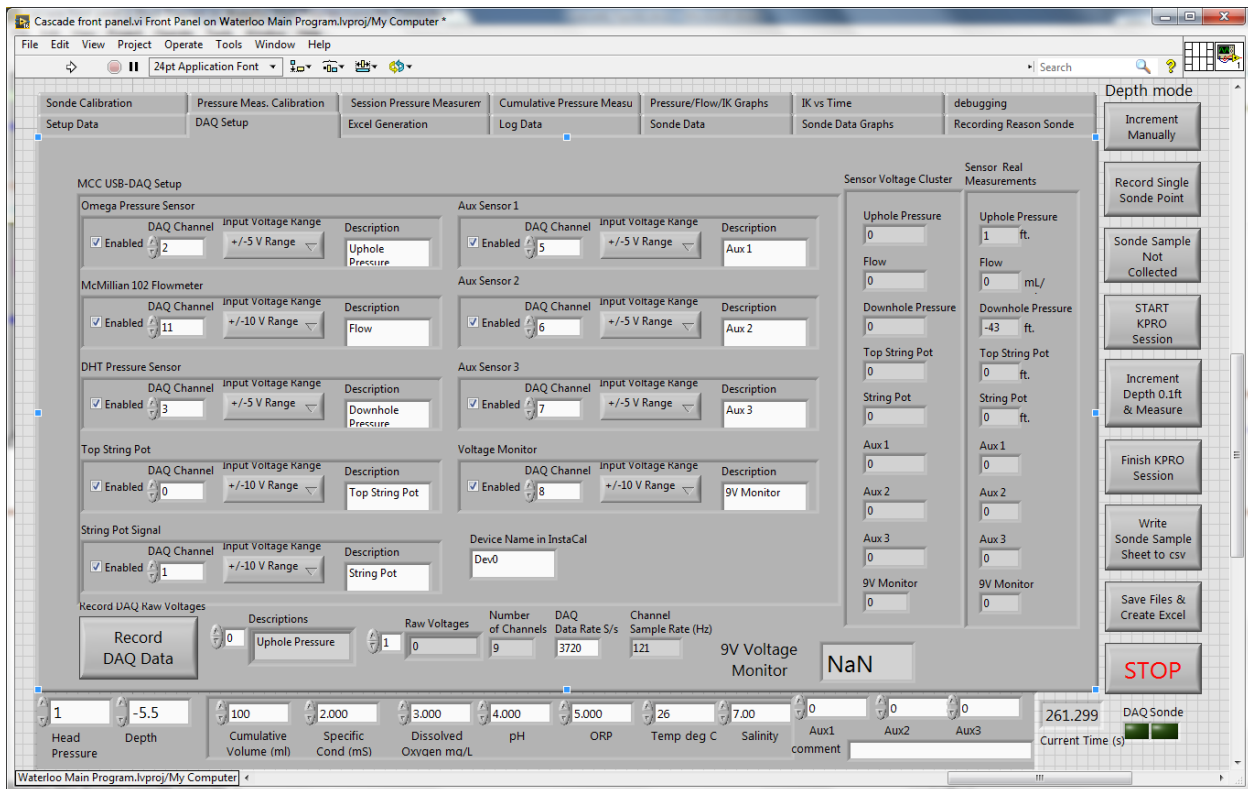 Cascade front panel.vi Front Panel on Waterloo Main Program.lvproj/My Computer *
File Edit View Project Operate Tools Window Help
24pt Application Font
Search
Sonde Calibration
Pressure Meas. Calibration
Session Pressure Measurem
Cumulative Pressure Measu
Pressure/Flow/IK Graphs
IK vs Time
debugging
Setup Data
DAQ Setup
Excel Generation
Log Data
Sonde Data
Sonde Data Graphs
Recording Reason Sonde
MCC USB-DAQ Setup
Omega Pressure Sensor
Enabled
DAQ Channel
2
Input Voltage Range
+/-5 V Range
Description
Uphole
Pressure
McMillian 102 Flowmeter
Enabled
DAQ Channel
11
Input Voltage Range
+/-10 V Range
Description
Flow
DHT Pressure Sensor
Enabled
DAQ Channel
3
Input Voltage Range
+/-5 V Range
Description
Downhole
Pressure
Top String Pot
Enabled
DAQ Channel
0
Input Voltage Range
+/-10 V Range
Description
Top String Pot
String Pot Signal
Enabled
DAQ Channel
1
Input Voltage Range
+/-10 V Range
Description
String Pot
Aux Sensor 1
Enabled
DAQ Channel
5
Input Voltage Range
+/-5 V Range
Description
Aux 1
Aux Sensor 2
Enabled
DAQ Channel
6
Input Voltage Range
+/-5 V Range
Description
Aux 2
Aux Sensor 3
Enabled
DAQ Channel
7
Input Voltage Range
+/-5 V Range
Description
Aux 3
Voltage Monitor
Enabled
DAQ Channel
8
Input Voltage Range
+/-10 V Range
Description
9V Monitor
Device Name in InstaCal
Dev0
Record DAQ Raw Voltages
Record
DAQ Data
Descriptions
0
Uphole Pressure
Raw Voltages
1
0
Number
of Channels
9
DAQ
Data Rate S/s
3720
Channel
Sample Rate (Hz)
121
9V Voltage
Monitor
NaN
Sensor Voltage Cluster
Uphole Pressure
0
Flow
0
Downhole Pressure
0
Top String Pot
0
String Pot
0
Aux 1
0
Aux 2
0
Aux 3
0
9V Monitor
0
Sensor Real
Measurements
Uphole Pressure
1 ft.
Flow
0 mL/
Downhole Pressure
-43 ft.
Top String Pot
0 ft.
String Pot
0 ft.
Aux 1
0
Aux 2
0
Aux 3
0
9V Monitor
0
Depth mode
Increment
Manually
Record Single
Sonde Point
Sonde Sample
Not
Collected
START
KPRO
Session
Increment
Depth 0.1ft
& Measure
Finish KPRO
Session
Write
Sonde Sample
Sheet to csv
Save Files &
Create Excel
STOP
1
Head
Pressure
-5.5
Depth
100
Cumulative
Volume (ml)
2.000
Specific
Cond (mS)
3.000
Dissolved
Oxygen mg/L
4.000
pH
5.000
ORP
26
Temp deg C
7.00
Salinity
0
Aux1
0
Aux2
0
Aux3
comment
261.299
Current Time (s)
DAQ Sonde
Waterloo Main Program.lvproj/My Computer